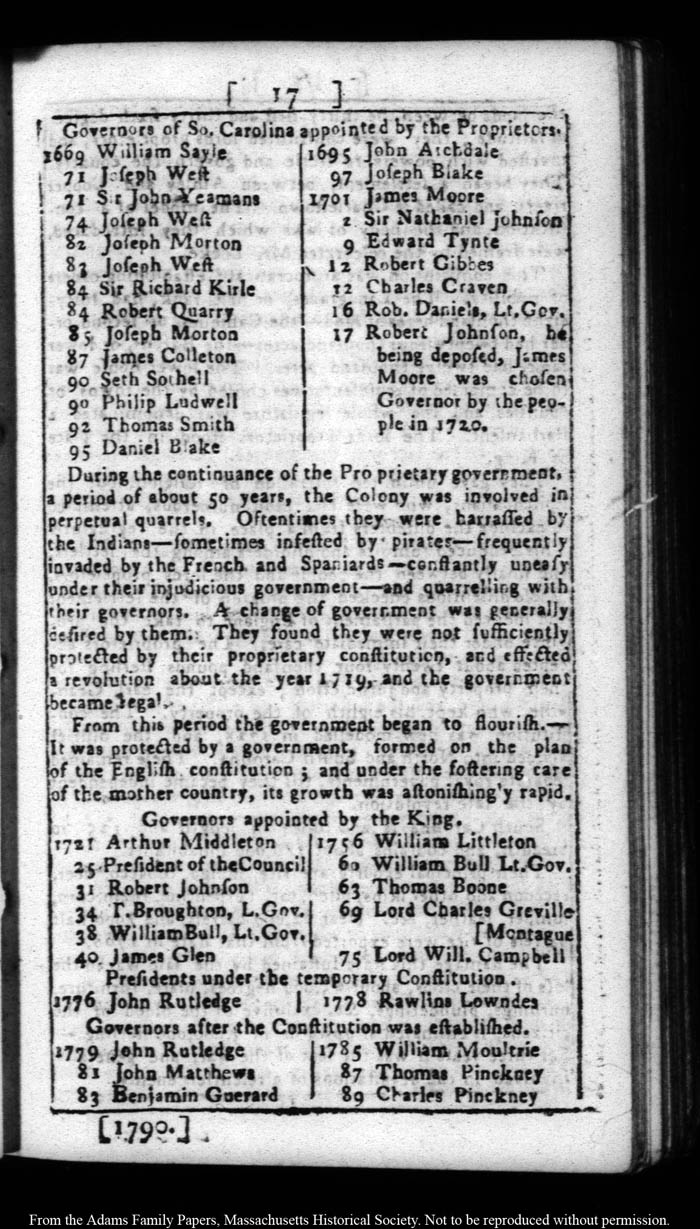 [ 17 ]
Governors of So. Carolina appointed by the Proprietors.
1669 William Sayle
71 Joseph Weſt
71 Sir John Yeamans
74 Joſeph Weſt
82 Joſeph Morton
83 Joſeph Weſt
84 Sir Richard Kirle
84 Robert Quarry
85 Joſeph Morton
87 James Colleton
90 Seth Sothell
90 Philip Ludwell
92 Thomas Smith
95 Daniel Blake
1695 John Archdale
97 Joſeph Blake
1701 James Moore
2 Sir Nathaniel Johnſon
9 Edward Tynte
12 Robert Gibbes
12 Charles Craven
16 Rob. Daniels, Lt.Gov.
17 Robert Johnſon, he
being depoſed, James
Moore was choſen
Governor by the peo-
ple in 1720.
During the continuance of the Pro prietary government,
a period of about 50 years, the Colony was involved in
perpetual quarrels. Oftentimes they were harraſſed by
the Indians—ſometimes infeſted by pirates—frequently
invaded by the French and Spaniards—conſtantly uneaſy
under their injudicious government—and quarrelling with
their governors. A change of government was generally
deſired by them. They found they were not ſufficiently
protected by their proprietary conſtitution, and effected
a revolution about the year 1719, and the government
became regal.
From this period the government began to flouriſh.—
It was protected by a government, formed on the plan
of the Engliſh conſtitution ; and under the foſtering care
of the mother country, its growth was aſtoniſhing'y rapid.
Governors appointed by the King.
1721 Arthur Middleton
25 Preſident of theCouncil
31 Robert Johnſon
34 T.Broughton, L.Gov.
38 WilliamBull, Lt.Gov.
40 James Glen
1756 William Littleton
60 William Bull Lt.Gov.
63 Thomas Boone
69 Lord Charles Greville
[Montague
75 Lord Will. Campbell
Preſidents under the temporary Conſtitution.
1776 John Rutledge | 1778 Rawlins Lowndes
Governors after the Conſtitution was eſtabliſhed.
1779 John Rutledge
81 John Matthews
83 Benjamin Guerard
1785 William Moultrie
87 Thomas Pinckney
89 Charles Pinckney
[1790.]
From the Adams Family Papers, Massachusetts Historical Society. Not to be reproduced without permission.